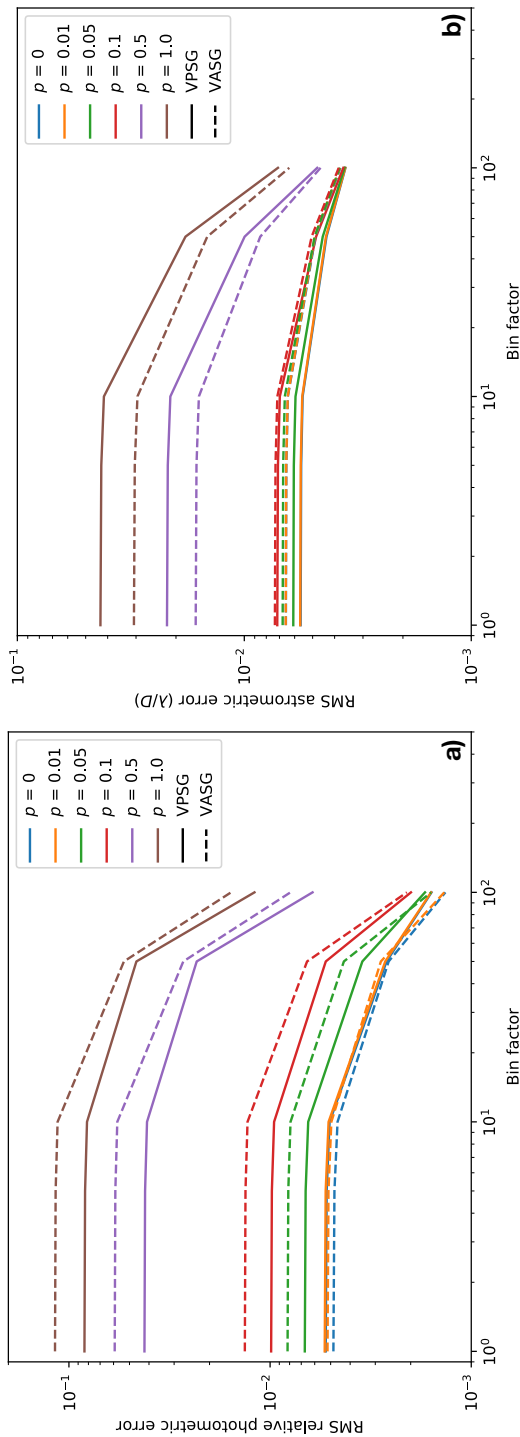 RMS relative photometric error
10⁻¹
10⁻²
10⁻³
10⁰
10¹
10²
Bin factor
p = 0
p = 0.01
p = 0.05
p = 0.1
p = 0.5
p = 1.0
VPSG
VASG
a)
RMS astrometric error (λ/D)
10⁻¹
10⁻²
10⁻³
10⁰
10¹
10²
Bin factor
p = 0
p = 0.01
p = 0.05
p = 0.1
p = 0.5
p = 1.0
VPSG
VASG
b)